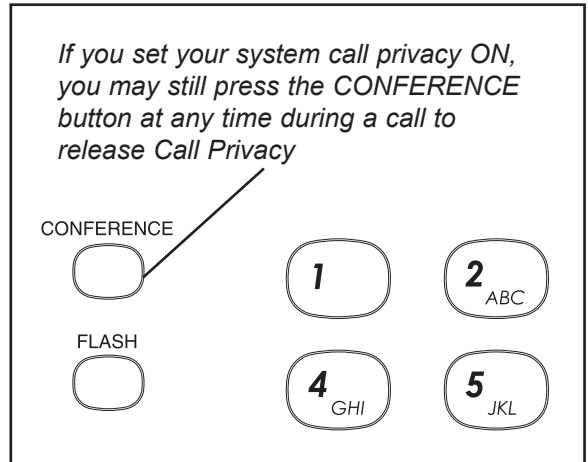 If you set your system call privacy ON,
you may still press the CONFERENCE
button at any time during a call to
release Call Privacy
CONFERENCE
1
2 ABC
FLASH
4 GHI
5 JKL